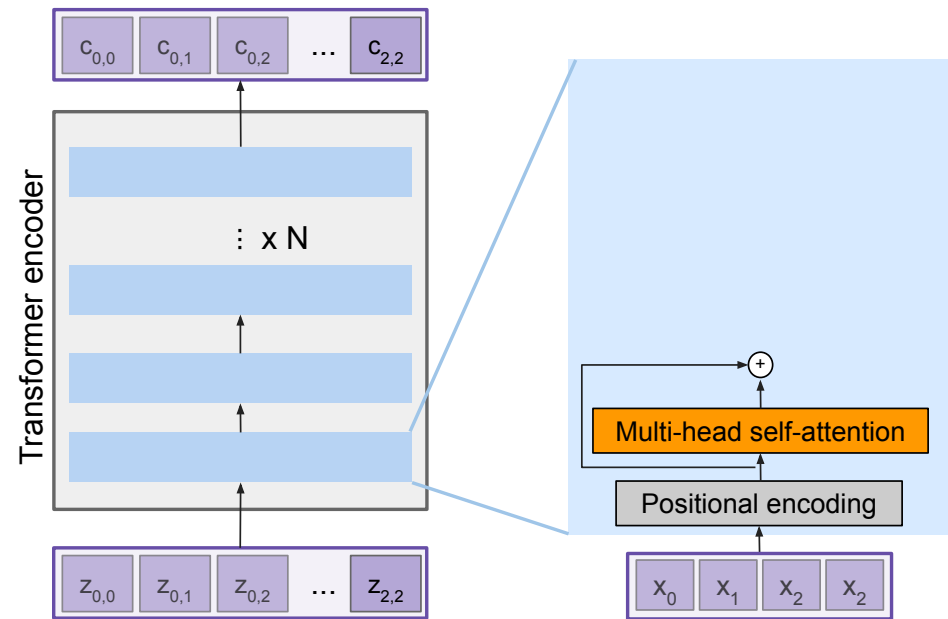 c0,0 c0,1 c0,2 ... c2,2
Transformer encoder
⋮ x N
z0,0 z0,1 z0,2 ... z2,2
+
Multi-head self-attention
Positional encoding
x0 x1 x2 x2